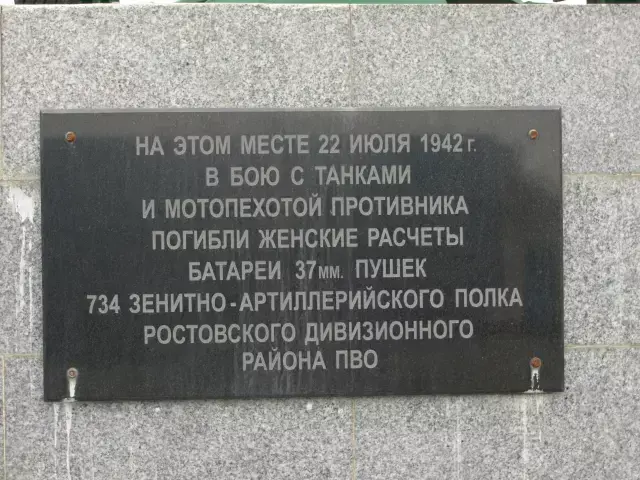 НА ЭТОМ МЕСТЕ 22 ИЮЛЯ 1942 г.
В БОЮ С ТАНКАМИ
И МОТОПЕХОТОЙ ПРОТИВНИКА
ПОГИБЛИ ЖЕНСКИЕ РАСЧЕТЫ
БАТАРЕИ 37мм. ПУШЕК
734 ЗЕНИТНО-АРТИЛЛЕРИЙСКОГО ПОЛКА
РОСТОВСКОГО ДИВИЗИОННОГО
РАЙОНА ПВО